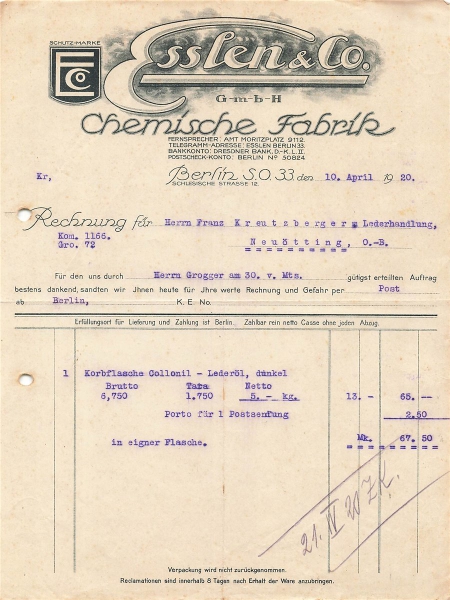 SCHUTZ-MARKE
E Co
Esslen & Co.
G-m-b-H
Chemische Fabrik
FERNSPRECHER: AMT MORITZPLATZ 9112.
TELEGRAMM-ADRESSE: ESSLEN BERLIN 33.
BANKKONTO: DRESDNER BANK, D.-K. L. II.
POSTSCHECK-KONTO: BERLIN Nº 50824
Kr, Berlin S.O. 33 den 10. April 1920.
SCHLESISCHE STRASSE 12.
Rechnung für Herrn Franz Kreutzberger, Lederhandlung,
Kom. 1166. Neuötting, O.-B.
Gro. 72
Für den uns durch Herrn Grogger am 30. v. Mts. gütigst erteilten Auftrag
bestens dankend, sandten wir Ihnen heute für Ihre werte Rechnung und Gefahr per Post
ab Berlin, K. E. No.
Erfüllungsort für Lieferung und Zahlung ist Berlin. Zahlbar rein netto Casse ohne jeden Abzug.
1 Korbflasche Collonil - Lederöl, dunkel
Brutto Tara Netto
6,750 1.750 5.- kg. 13.- 65.--
Porto für 1 Postsendung 2.50
in eigner Flasche. Mk. 67.50
21. IV 20
Verpackung wird nicht zurückgenommen.
Reclamationen sind innerhalb 8 Tagen nach Erhalt der Ware anzubringen.